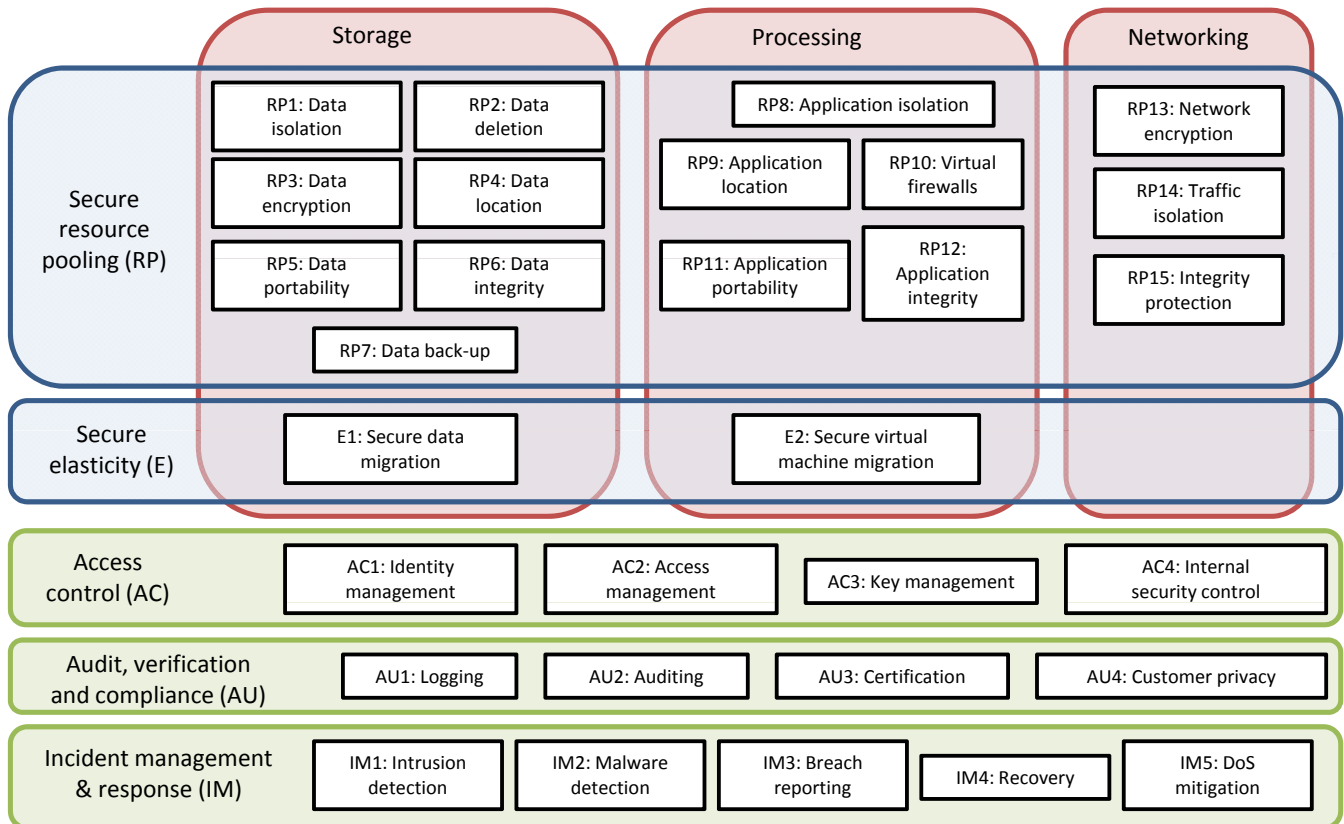 Storage
Processing
Networking
Secure
resource
pooling (RP)
RP1: Data
isolation
RP2: Data
deletion
RP3: Data
encryption
RP4: Data
location
RP5: Data
portability
RP6: Data
integrity
RP7: Data back-up
RP8: Application isolation
RP9: Application
location
RP10: Virtual
firewalls
RP11: Application
portability
RP12:
Application
integrity
RP13: Network
encryption
RP14: Traffic
isolation
RP15: Integrity
protection
Secure
elasticity (E)
E1: Secure data
migration
E2: Secure virtual
machine migration
Access
control (AC)
AC1: Identity
management
AC2: Access
management
AC3: Key management
AC4: Internal
security control
Audit, verification
and compliance (AU)
AU1: Logging
AU2: Auditing
AU3: Certification
AU4: Customer privacy
Incident management
& response (IM)
IM1: Intrusion
detection
IM2: Malware
detection
IM3: Breach
reporting
IM4: Recovery
IM5: DoS
mitigation